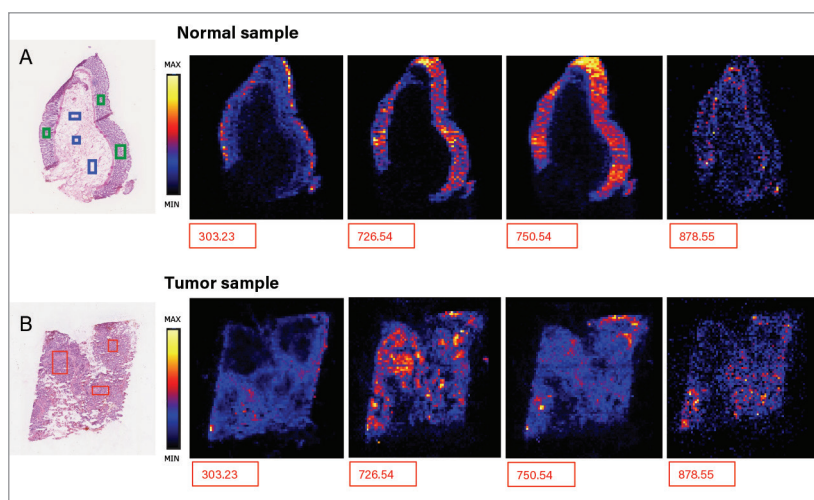 Normal sample
A
MAX
MIN
303.23
726.54
750.54
878.55
Tumor sample
B
MAX
MIN
303.23
726.54
750.54
878.55